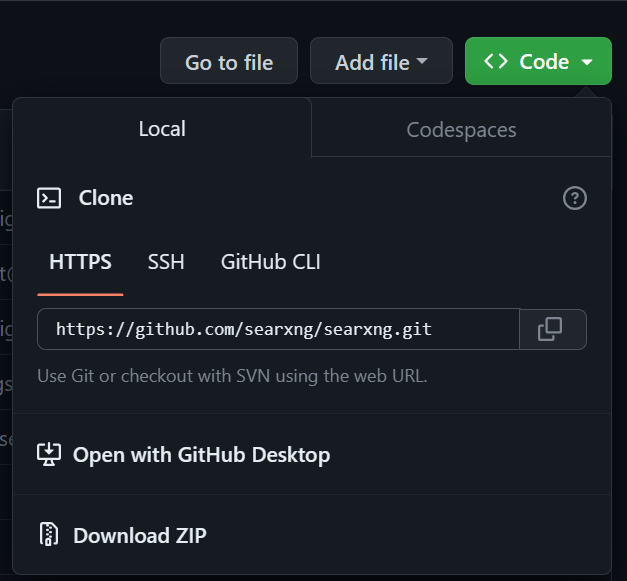 Go to file Add file Code
Local Codespaces
Clone
HTTPS SSH GitHub CLI
https://github.com/searxng/searxng.git
Use Git or checkout with SVN using the web URL.
Open with GitHub Desktop
Download ZIP